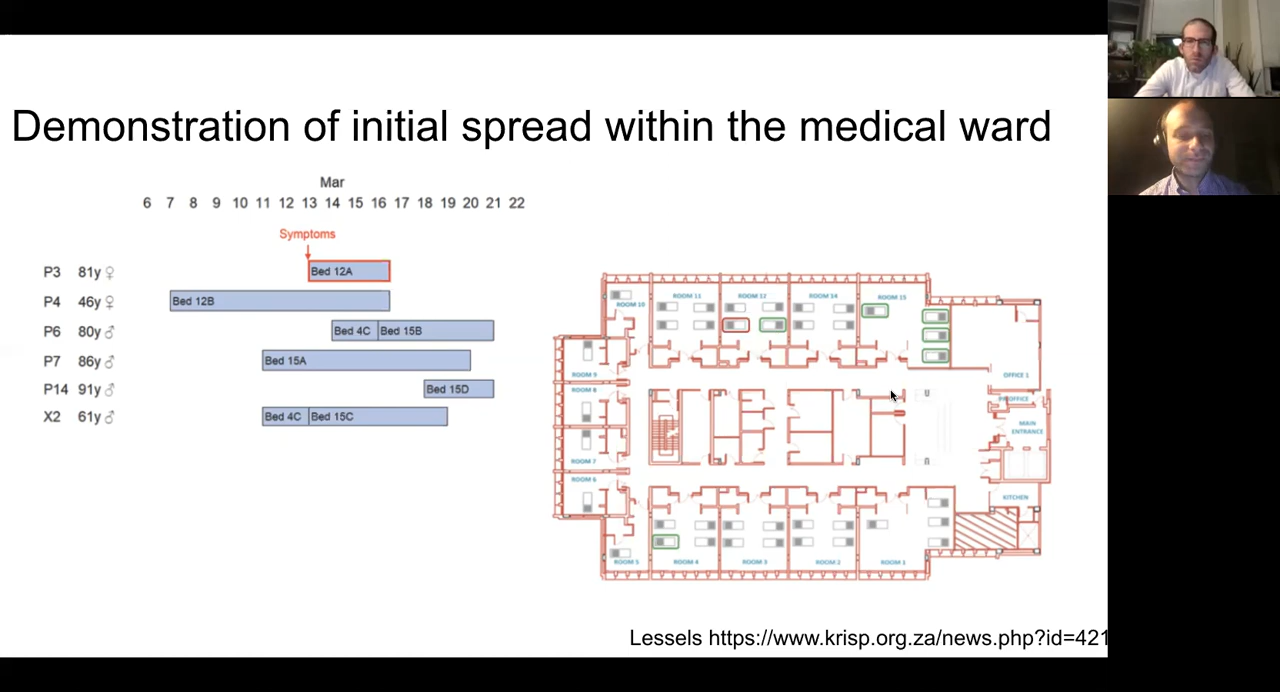 Demonstration of initial spread within the medical ward
Mar
6 7 8 9 10 11 12 13 14 15 16 17 18 19 20 21 22
Symptoms
P3 81y ♀ Bed 12A
P4 46y ♀ Bed 12B
P6 80y ♂ Bed 4C Bed 15B
P7 86y ♂ Bed 15A
P14 91y ♂ Bed 15D
X2 61y ♂ Bed 4C Bed 15C
ROOM 10
ROOM 11
ROOM 12
ROOM 14
ROOM 15
ROOM 9
ROOM 8
ROOM 7
ROOM 6
OFFICE 1
OFFICE
MAIN
ENTRANCE
KITCHEN
ROOM 5
ROOM 4
ROOM 3
ROOM 2
ROOM 1
Lessels https://www.krisp.org.za/news.php?id=421